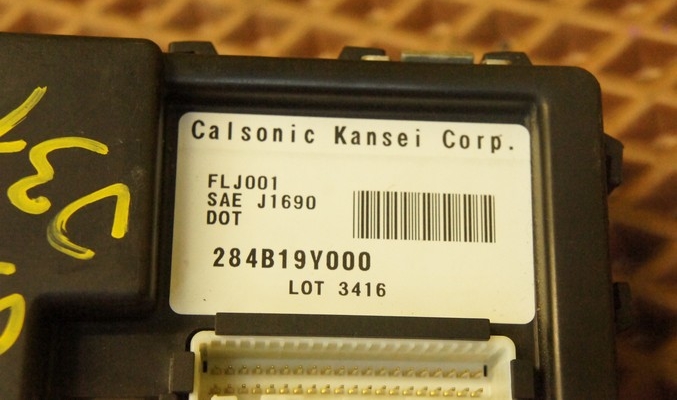 Calsonic Kansei Corp.
FLJ001
SAE J1690
DOT
284B19Y000
LOT 3416